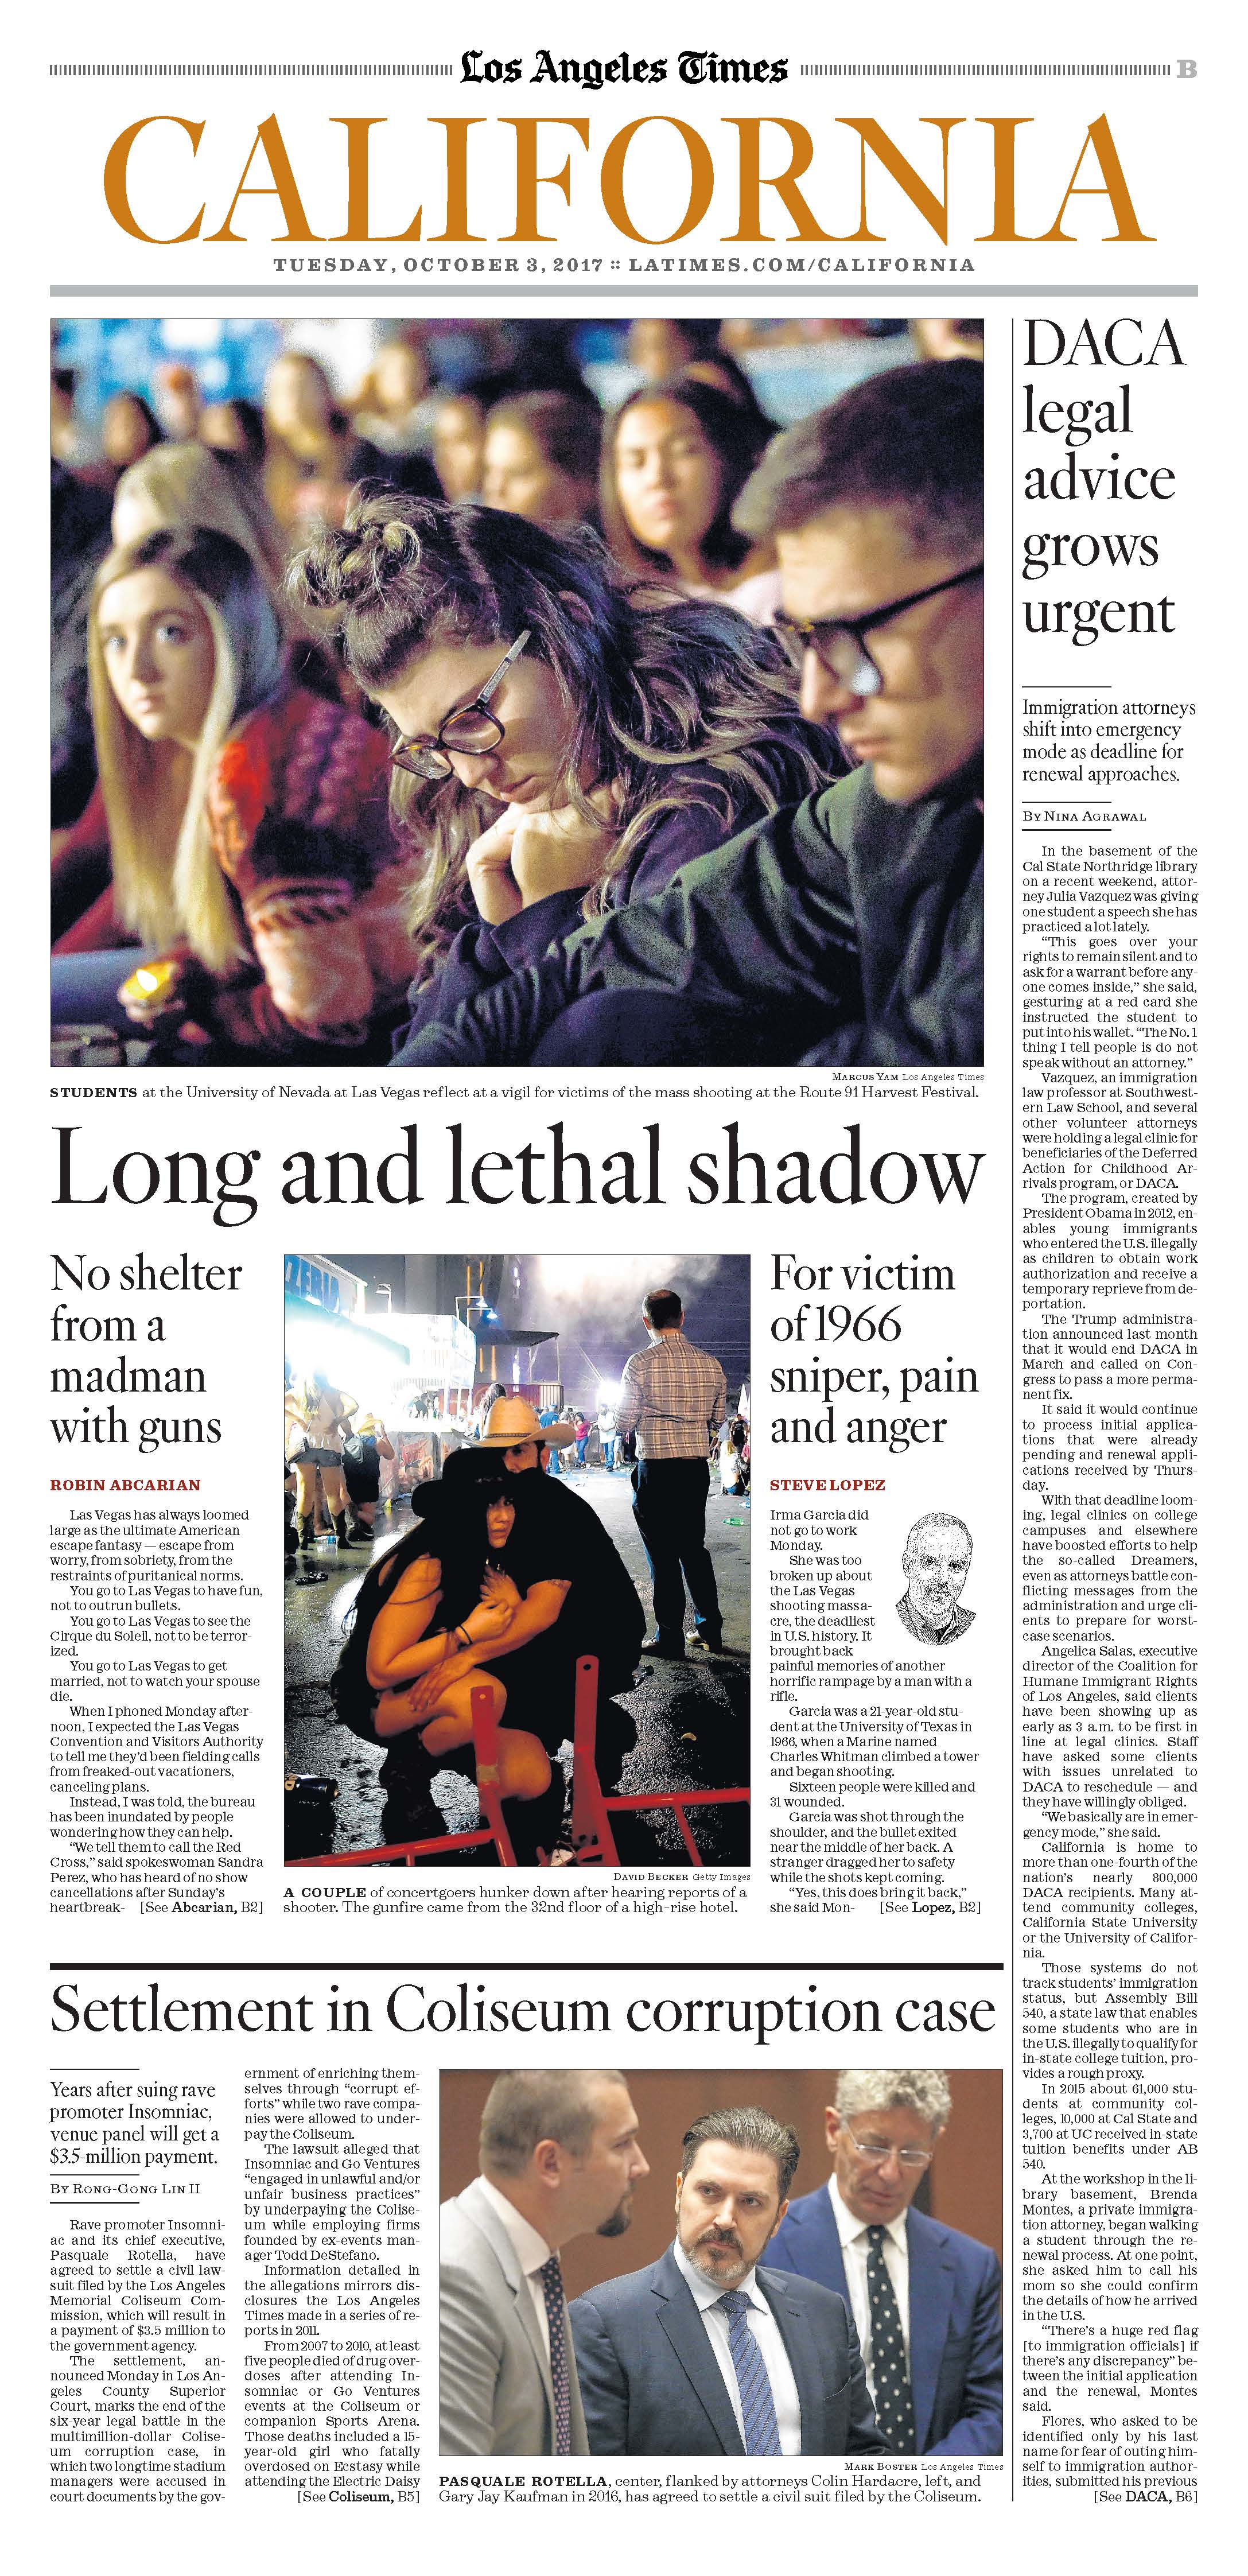 Los Angeles Times
B
CALIFORNIA
TUESDAY, OCTOBER 3, 2017 :: LATIMES.COM/CALIFORNIA
MARCUS YAM Los Angeles Times
STUDENTS at the University of Nevada at Las Vegas reflect at a vigil for victims of the mass shooting at the Route 91 Harvest Festival.
Long and lethal shadow
No shelter
from a
madman
with guns
ROBIN ABCARIAN
Las Vegas has always loomed
large as the ultimate American
escape fantasy — escape from
worry, from sobriety, from the
restraints of puritanical norms.
You go to Las Vegas to have fun,
not to outrun bullets.
You go to Las Vegas to see the
Cirque du Soleil, not to be terror-
ized.
You go to Las Vegas to get
married, not to watch your spouse
die.
When I phoned Monday after-
noon, I expected the Las Vegas
Convention and Visitors Authority
to tell me they'd been fielding calls
from freaked-out vacationers,
canceling plans.
Instead, I was told, the bureau
has been inundated by people
wondering how they can help.
“We tell them to call the Red
Cross,” said spokeswoman Sandra
Perez, who has heard of no show
cancellations after Sunday's
heartbreak- [See Abcarian, B2]
DAVID BECKER Getty Images
A COUPLE of concertgoers hunker down after hearing reports of a
shooter. The gunfire came from the 32nd floor of a high-rise hotel.
For victim
of 1966
sniper, pain
and anger
STEVE LOPEZ
Irma Garcia did
not go to work
Monday.
She was too
broken up about
the Las Vegas
shooting massa-
cre, the deadliest
in U.S. history. It
brought back
painful memories of another
horrific rampage by a man with a
rifle.
Garcia was a 21-year-old stu-
dent at the University of Texas in
1966, when a Marine named
Charles Whitman climbed a tower
and began shooting.
Sixteen people were killed and
31 wounded.
Garcia was shot through the
shoulder, and the bullet exited
near the middle of her back. A
stranger dragged her to safety
while the shots kept coming.
“Yes, this does bring it back,”
she said Mon- [See Lopez, B2]
Settlement in Coliseum corruption case
Years after suing rave
promoter Insomniac,
venue panel will get a
$3.5-million payment.
BY RONG-GONG LIN II
Rave promoter Insomni-
ac and its chief executive,
Pasquale Rotella, have
agreed to settle a civil law-
suit filed by the Los Angeles
Memorial Coliseum Com-
mission, which will result in
a payment of $3.5 million to
the government agency.
The settlement, an-
nounced Monday in Los An-
geles County Superior
Court, marks the end of the
six-year legal battle in the
multimillion-dollar Colise-
um corruption case, in
which two longtime stadium
managers were accused in
court documents by the gov-
ernment of enriching them-
selves through “corrupt ef-
forts” while two rave compa-
nies were allowed to under-
pay the Coliseum.
The lawsuit alleged that
Insomniac and Go Ventures
“engaged in unlawful and/or
unfair business practices”
by underpaying the Colise-
um while employing firms
founded by ex-events man-
ager Todd DeStefano.
Information detailed in
the allegations mirrors dis-
closures the Los Angeles
Times made in a series of re-
ports in 2011.
From 2007 to 2010, at least
five people died of drug over-
doses after attending In-
somniac or Go Ventures
events at the Coliseum or
companion Sports Arena.
Those deaths included a 15-
year-old girl who fatally
overdosed on Ecstasy while
attending the Electric Daisy
[See Coliseum, B5]
MARK BOSTER Los Angeles Times
PASQUALE ROTELLA, center, flanked by attorneys Colin Hardacre, left, and
Gary Jay Kaufman in 2016, has agreed to settle a civil suit filed by the Coliseum.
DACA
legal
advice
grows
urgent
Immigration attorneys
shift into emergency
mode as deadline for
renewal approaches.
BY NINA AGRAWAL
In the basement of the
Cal State Northridge library
on a recent weekend, attor-
ney Julia Vazquez was giving
one student a speech she has
practiced a lot lately.
“This goes over your
rights to remain silent and to
ask for a warrant before any-
one comes inside,” she said,
gesturing at a red card she
instructed the student to
put into his wallet. “The No. 1
thing I tell people is do not
speak without an attorney.”
Vazquez, an immigration
law professor at Southwest-
ern Law School, and several
other volunteer attorneys
were holding a legal clinic for
beneficiaries of the Deferred
Action for Childhood Ar-
rivals program, or DACA.
The program, created by
President Obama in 2012, en-
ables young immigrants
who entered the U.S. illegally
as children to obtain work
authorization and receive a
temporary reprieve from de-
portation.
The Trump administra-
tion announced last month
that it would end DACA in
March and called on Con-
gress to pass a more perma-
nent fix.
It said it would continue
to process initial applica-
tions that were already
pending and renewal appli-
cations received by Thurs-
day.
With that deadline loom-
ing, legal clinics on college
campuses and elsewhere
have boosted efforts to help
the so-called Dreamers,
even as attorneys battle con-
flicting messages from the
administration and urge cli-
ents to prepare for worst-
case scenarios.
Angelica Salas, executive
director of the Coalition for
Humane Immigrant Rights
of Los Angeles, said clients
have been showing up as
early as 3 a.m. to be first in
line at legal clinics. Staff
have asked some clients
with issues unrelated to
DACA to reschedule — and
they have willingly obliged.
“We basically are in emer-
gency mode,” she said.
California is home to
more than one-fourth of the
nation's nearly 800,000
DACA recipients. Many at-
tend community colleges,
California State University
or the University of Califor-
nia.
Those systems do not
track students' immigration
status, but Assembly Bill
540, a state law that enables
some students who are in
the U.S. illegally to qualify for
in-state college tuition, pro-
vides a rough proxy.
In 2015 about 61,000 stu-
dents at community col-
leges, 10,000 at Cal State and
3,700 at UC received in-state
tuition benefits under AB
540.
At the workshop in the li-
brary basement, Brenda
Montes, a private immigra-
tion attorney, began walking
a student through the re-
newal process. At one point,
she asked him to call his
mom so she could confirm
the details of how he arrived
in the U.S.
“There's a huge red flag
[to immigration officials] if
there's any discrepancy” be-
tween the initial application
and the renewal, Montes
said.
Flores, who asked to be
identified only by his last
name for fear of outing him-
self to immigration author-
ities, submitted his previous
[See DACA, B6]